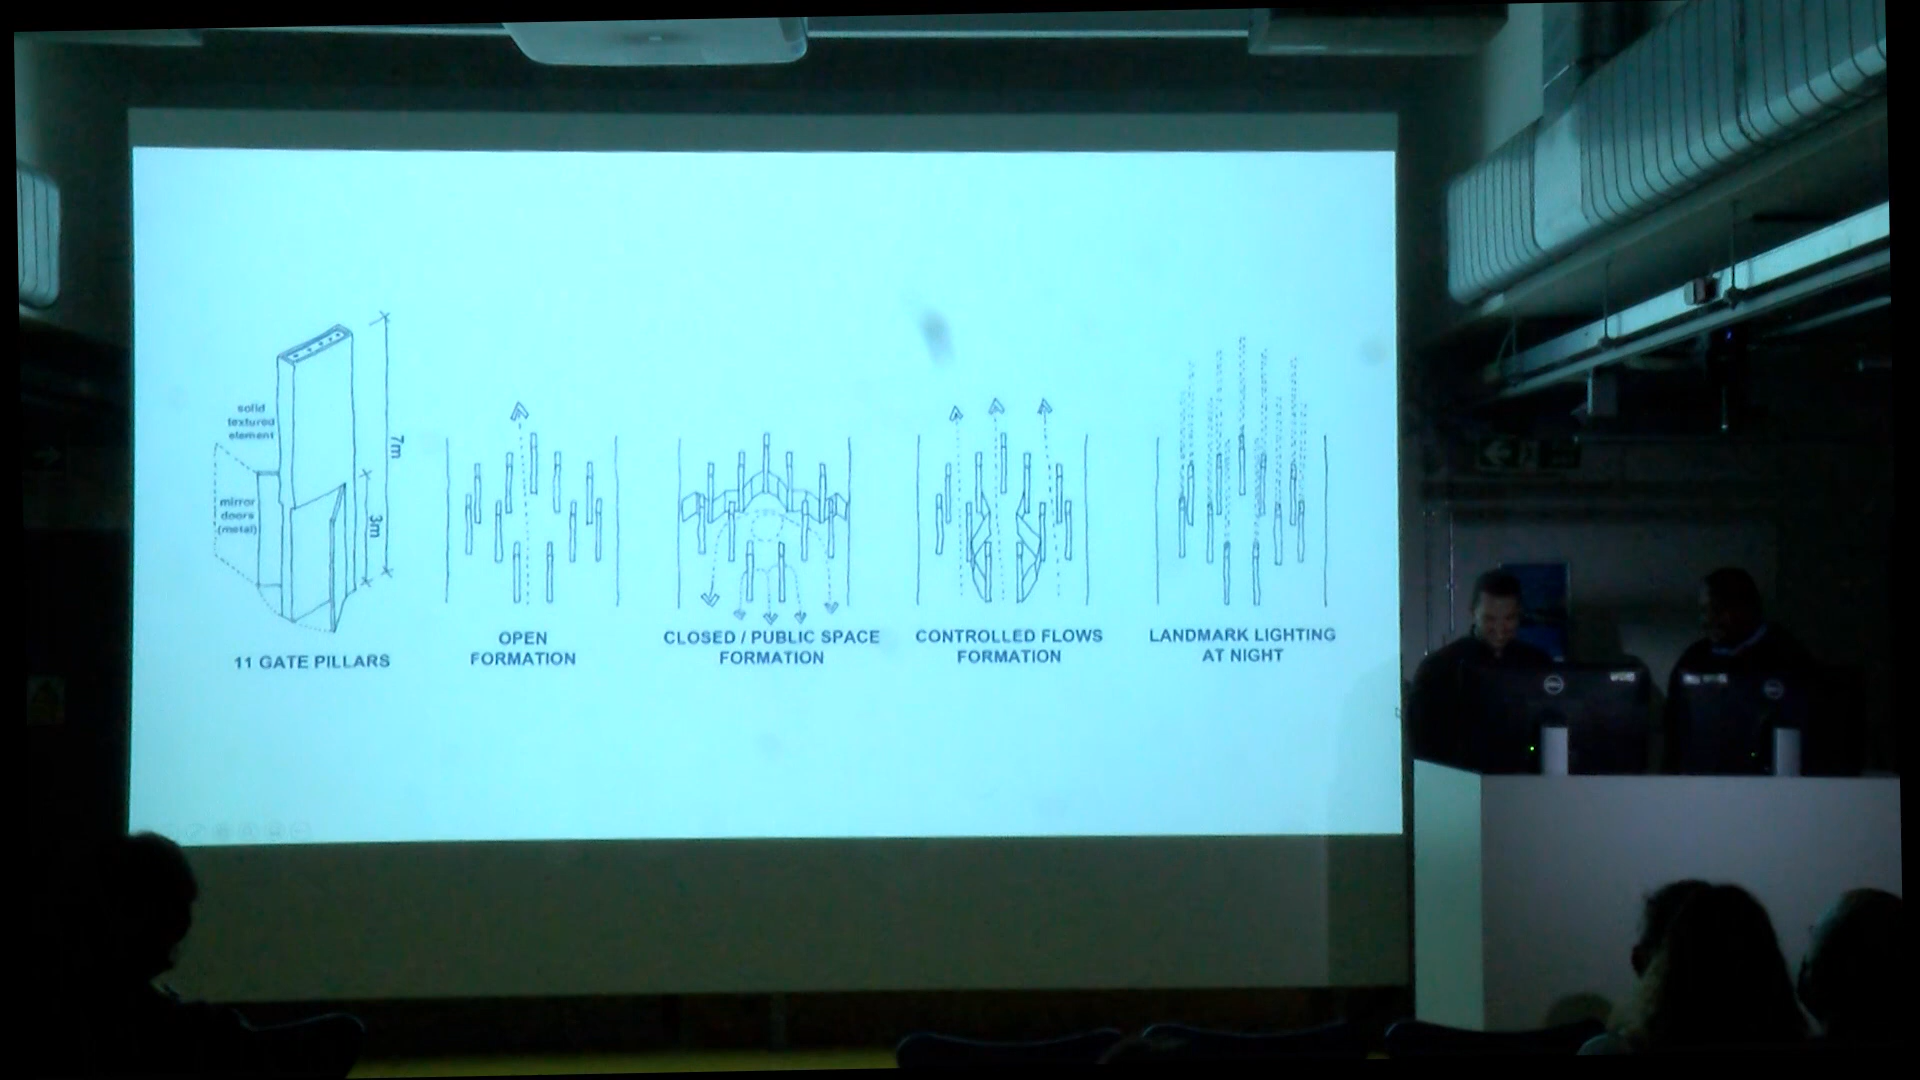 solid
textured
element
mirror
doors
(metal)
7m
3m
11 GATE PILLARS
OPEN
FORMATION
CLOSED / PUBLIC SPACE
FORMATION
CONTROLLED FLOWS
FORMATION
LANDMARK LIGHTING
AT NIGHT